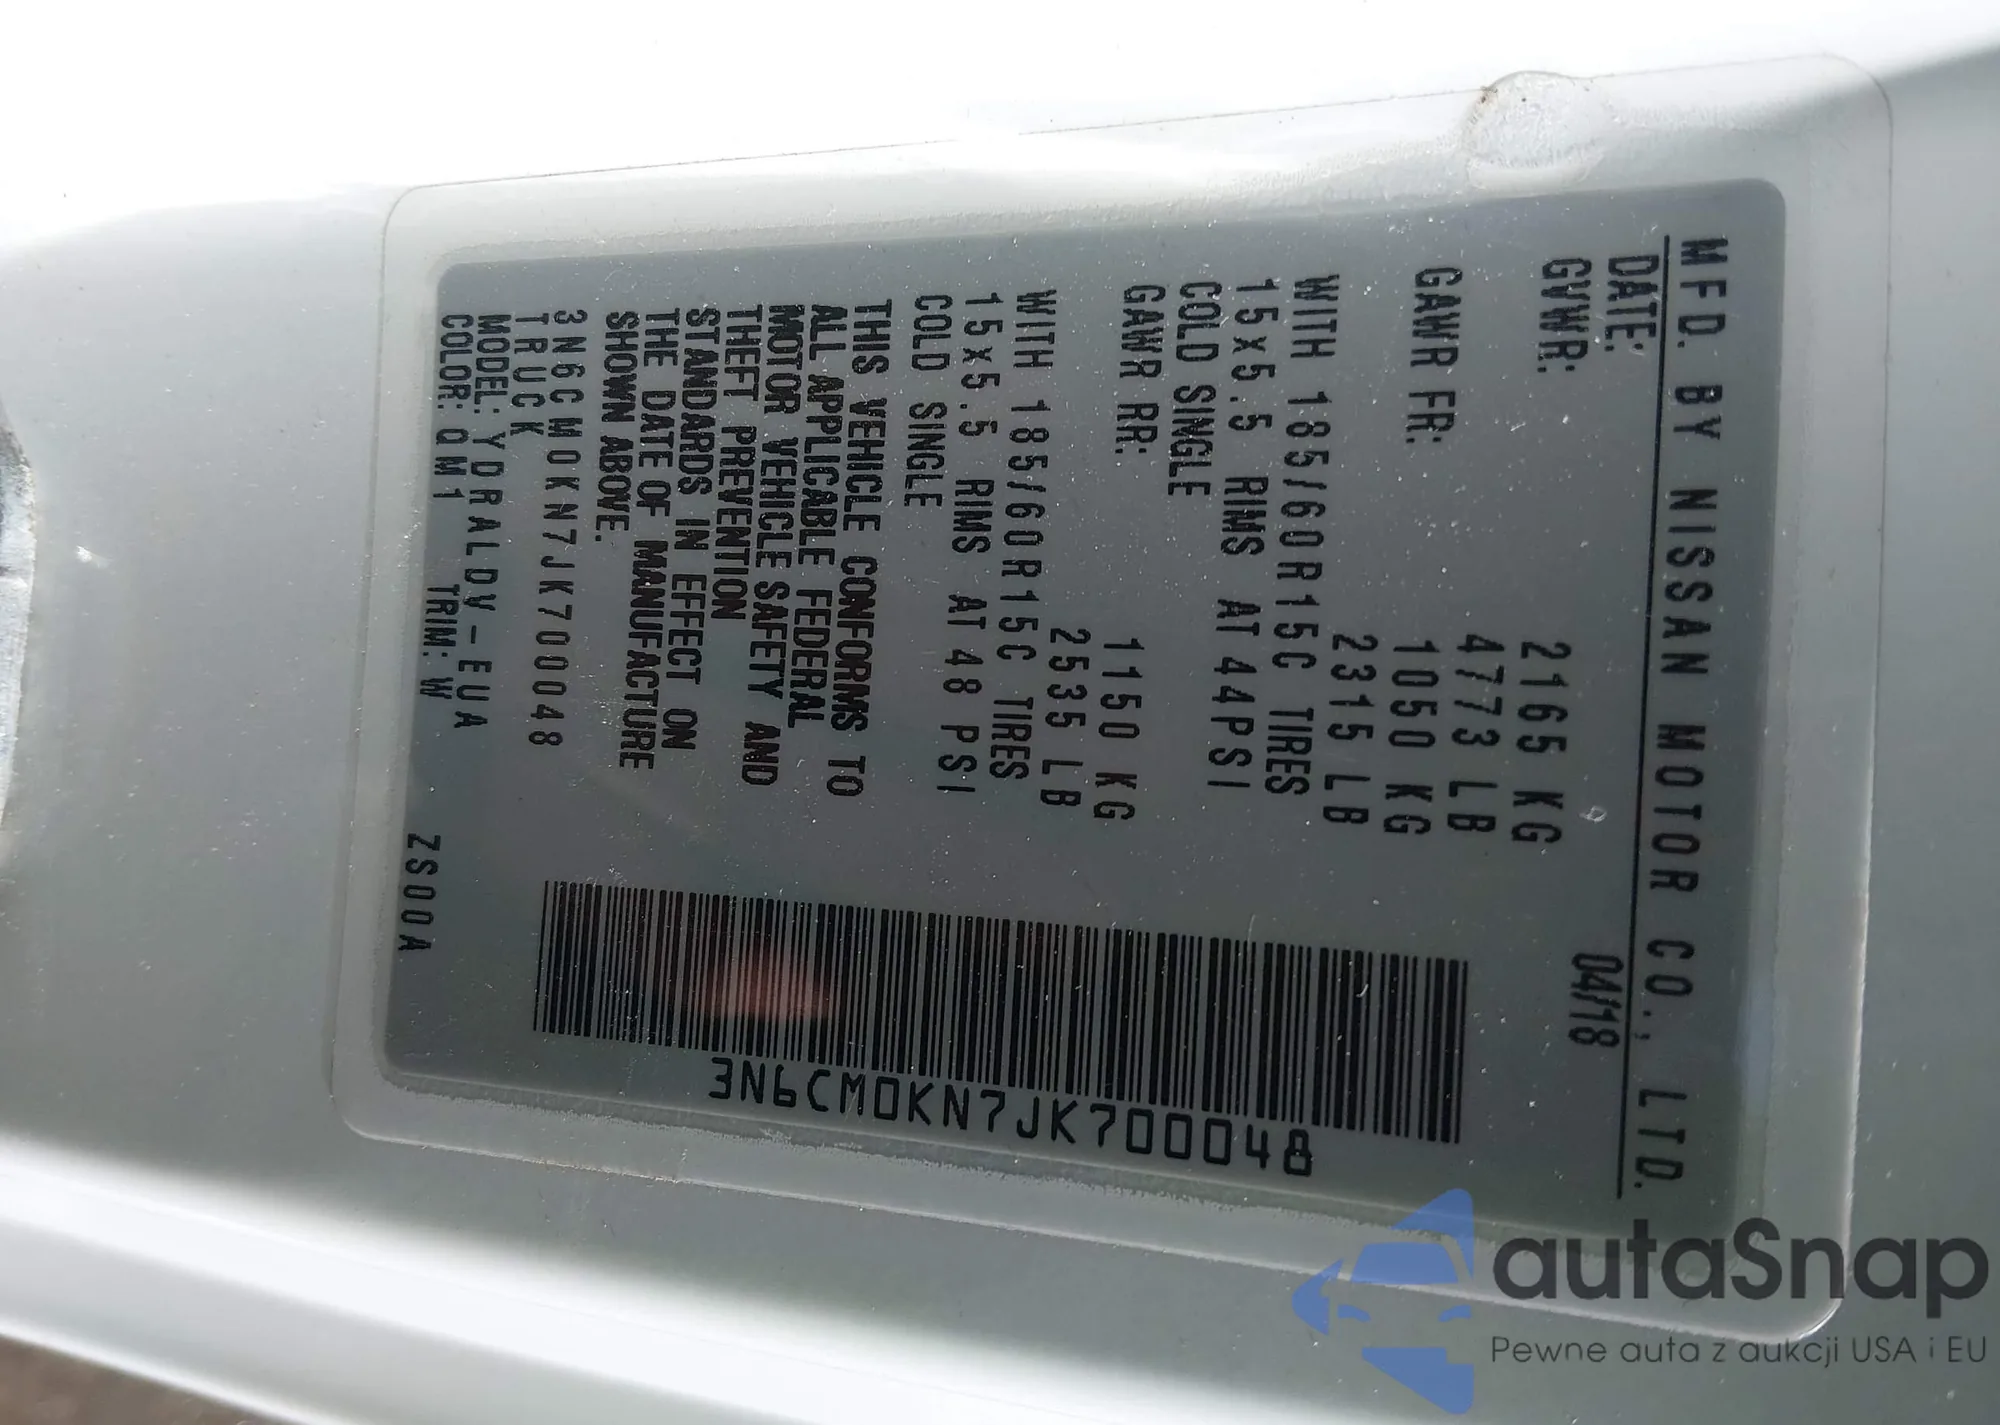 MFD. BY NISSAN MOTOR CO., LTD.
DATE: 04/18
GVWR: 2165 KG
4773 LB
GAWR FR: 1050 KG
2315 LB
WITH 185/60R15C TIRES
15x5.5 RIMS AT 44PSI
COLD SINGLE
GAWR RR: 1150 KG
2535 LB
WITH 185/60R15C TIRES
15x5.5 RIMS AT 48 PSI
COLD SINGLE
THIS VEHICLE CONFORMS TO
ALL APPLICABLE FEDERAL
MOTOR VEHICLE SAFETY AND
THEFT PREVENTION
STANDARDS IN EFFECT ON
THE DATE OF MANUFACTURE
SHOWN ABOVE.
3N6CM0KN7JK700048
TRUCK
MODEL: YDRALDV-EUA
COLOR: QM1 TRIM: W ZS00A
3N6CM0KN7JK700048
autaSnap
Pewne auta z aukcji USA i EU